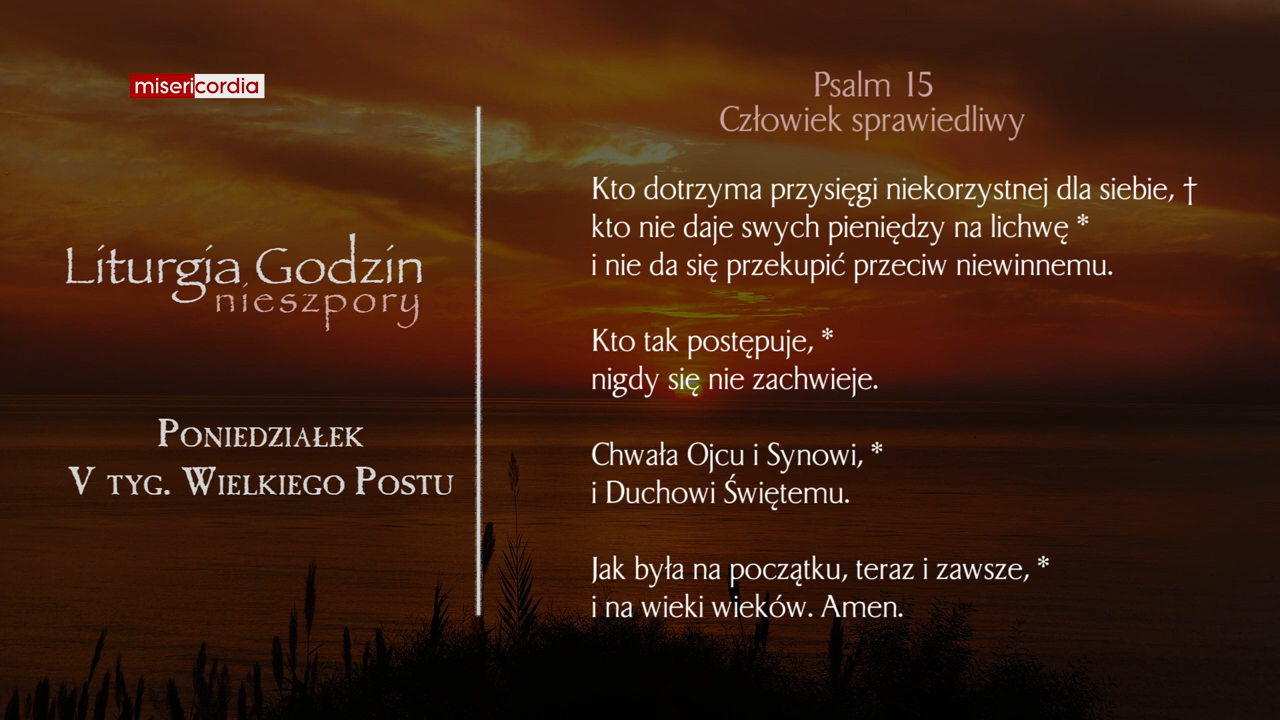 misericordia
Liturgia Godzin
nieszpory
Poniedziałek
V tyg. Wielkiego Postu
Psalm 15
Człowiek sprawiedliwy
Kto dotrzyma przysięgi niekorzystnej dla siebie, †
kto nie daje swych pieniędzy na lichwę *
i nie da się przekupić przeciw niewinnemu.
Kto tak postępuje, *
nigdy się nie zachwieje.
Chwała Ojcu i Synowi, *
i Duchowi Świętemu.
Jak była na początku, teraz i zawsze, *
i na wieki wieków. Amen.